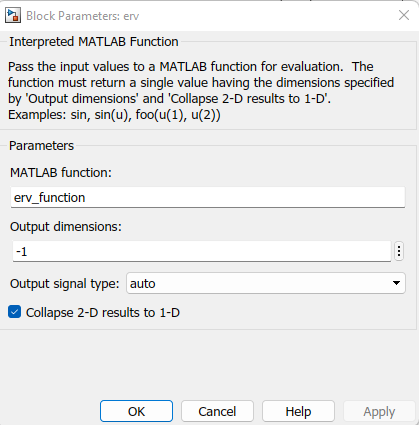 Block Parameters: erv
Interpreted MATLAB Function
Pass the input values to a MATLAB function for evaluation.  The
function must return a single value having the dimensions specified
by 'Output dimensions' and 'Collapse 2-D results to 1-D'.
Examples: sin, sin(u), foo(u(1), u(2))
Parameters
MATLAB function:
erv_function
Output dimensions:
-1
Output signal type: auto
Collapse 2-D results to 1-D
OK Cancel Help Apply